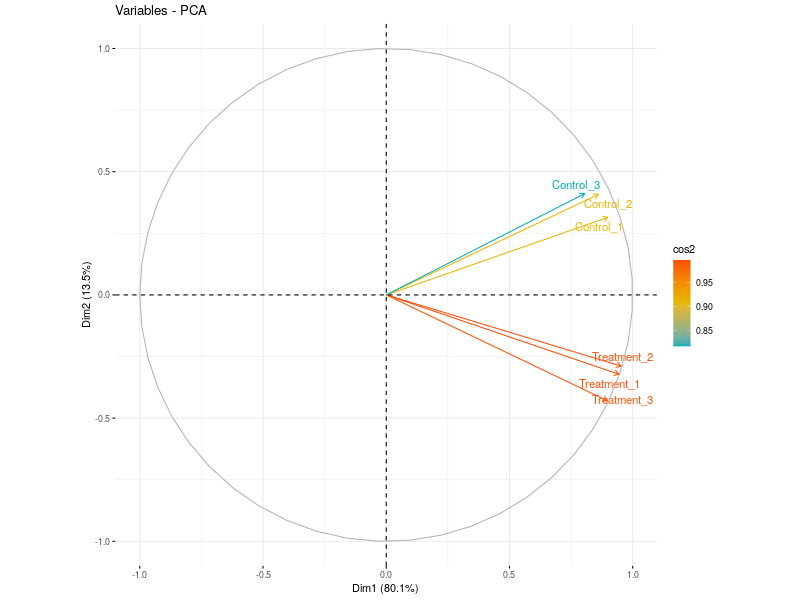 Variables - PCA
1.0
0.5
0.0
-0.5
-1.0
Dim2 (13.5%)
Control_3
Control_2
Control_1
Treatment_2
Treatment_1
Treatment_3
-1.0
-0.5
0.0
0.5
1.0
Dim1 (80.1%)
cos2
0.95
0.90
0.85